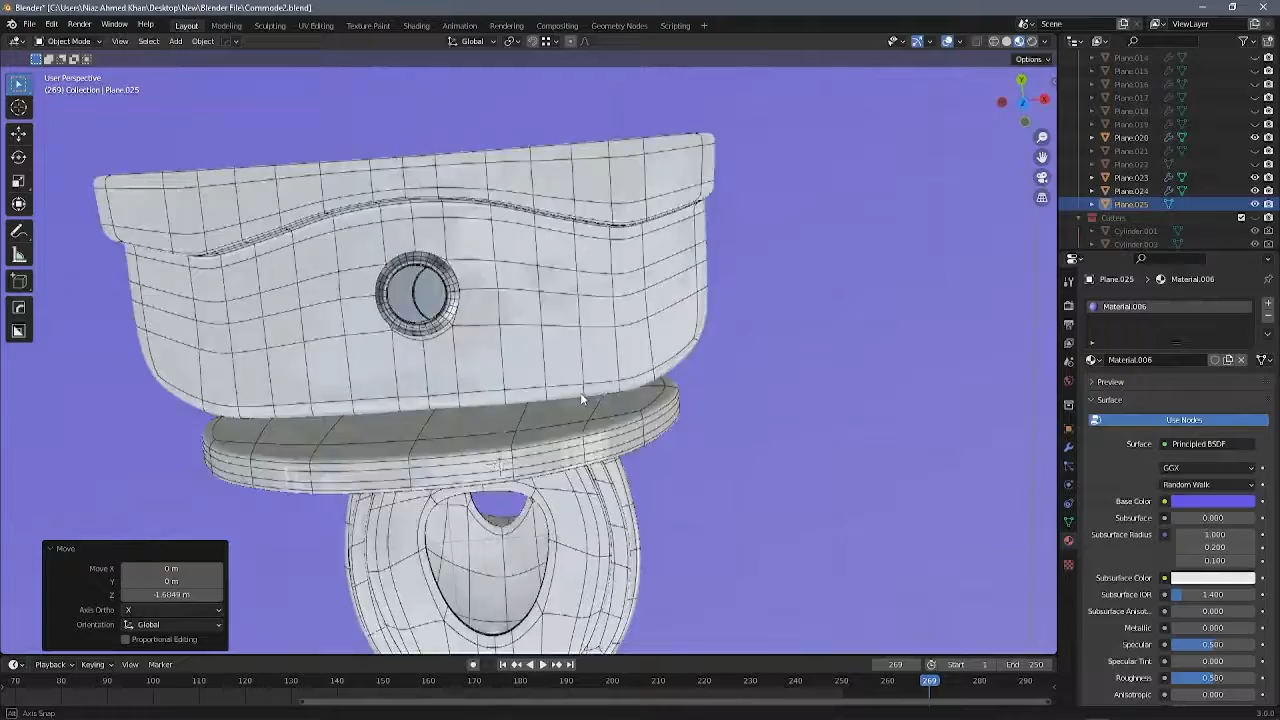 Blender* [C:\Users\Niaz Ahmed Khan\Desktop\New\Blender File\Commode2.blend]
File Edit Render Window Help Layout Modeling Sculpting UV Editing Texture Paint Shading Animation Rendering Compositing Geometry Nodes Scripting + Scene ViewLayer
Object Mode View Select Add Object Global
Options
User Perspective
(269) Collection | Plane.025
Y
X
Z
Plane.014
Plane.015
Plane.016
Plane.017
Plane.018
Plane.019
Plane.020
Plane.021
Plane.022
Plane.023
Plane.024
Plane.025
Cutters
Cylinder.001
Cylinder.003
Plane.025 > Material.006
Material.006
Material.006
Preview
Surface
Use Nodes
Surface Principled BSDF
GGX
Random Walk
Base Color
Subsurface 0.000
Subsurface Radius 1.000
0.200
0.100
Subsurface Color
Subsurface IOR 1.400
Subsurface Anisot.. 0.000
Metallic 0.000
Specular 0.500
Specular Tint 0.000
Roughness 0.500
Anisotropic 0.000
Move
Move X 0 m
Y 0 m
Z -1.6849 m
Axis Ortho X
Orientation Global
Proportional Editing
Playback Keying View Marker 269 Start 1 End 250
70 80 90 100 110 120 130 140 150 160 170 180 190 200 210 220 230 240 250 260 269 280 290
Alt Axis Snap 3.0.0